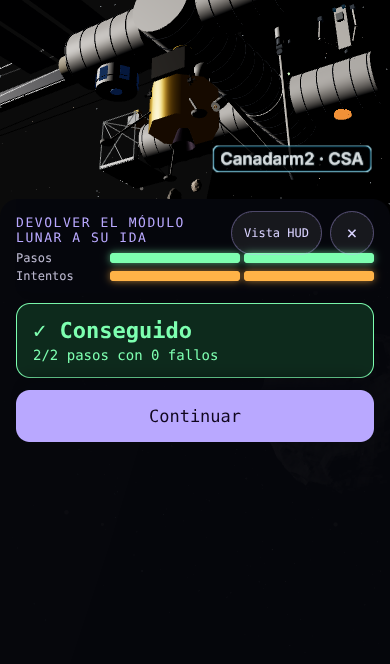 Canadarm2 · CSA
DEVOLVER EL MÓDULO
LUNAR A SU IDA
Vista HUD
✕
Pasos
Intentos
✓ Conseguido
2/2 pasos con 0 fallos
Continuar